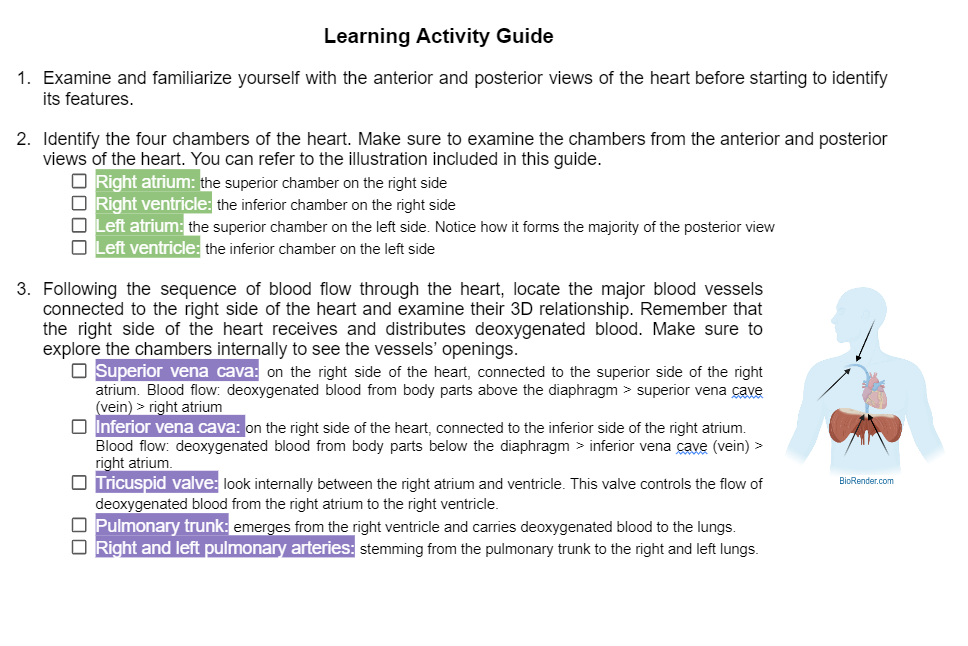 Learning Activity Guide
1. Examine and familiarize yourself with the anterior and posterior views of the heart before starting to identify
its features.
2. Identify the four chambers of the heart. Make sure to examine the chambers from the anterior and posterior
views of the heart. You can refer to the illustration included in this guide.
Right atrium: the superior chamber on the right side
Right ventricle: the inferior chamber on the right side
Left atrium: the superior chamber on the left side. Notice how it forms the majority of the posterior view
Left ventricle: the inferior chamber on the left side
3. Following the sequence of blood flow through the heart, locate the major blood vessels
connected to the right side of the heart and examine their 3D relationship. Remember that
the right side of the heart receives and distributes deoxygenated blood. Make sure to
explore the chambers internally to see the vessels' openings.
Superior vena cava: on the right side of the heart, connected to the superior side of the right
atrium. Blood flow: deoxygenated blood from body parts above the diaphragm > superior vena cave
(vein) > right atrium
Inferior vena cava: on the right side of the heart, connected to the inferior side of the right atrium.
Blood flow: deoxygenated blood from body parts below the diaphragm > inferior vena cave (vein) >
right atrium.
Tricuspid valve: look internally between the right atrium and ventricle. This valve controls the flow of
deoxygenated blood from the right atrium to the right ventricle.
Pulmonary trunk: emerges from the right ventricle and carries deoxygenated blood to the lungs.
Right and left pulmonary arteries: stemming from the pulmonary trunk to the right and left lungs.
BioRender.com